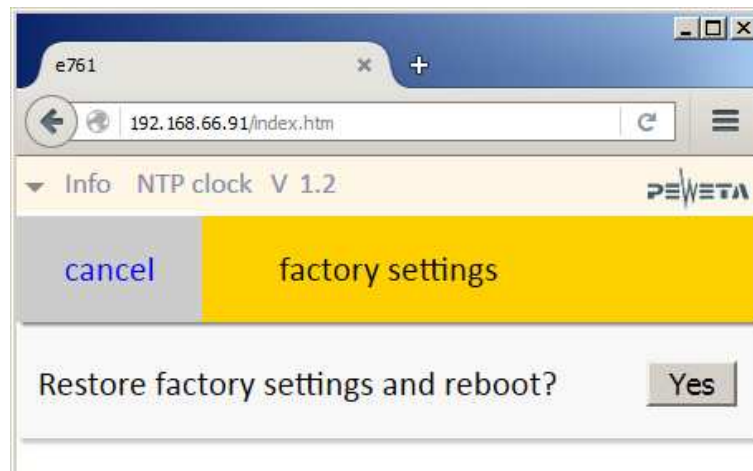 e761
192.168.66.91/index.htm
Info NTP clock V 1.2 PEWETA
cancel factory settings
Restore factory settings and reboot? Yes